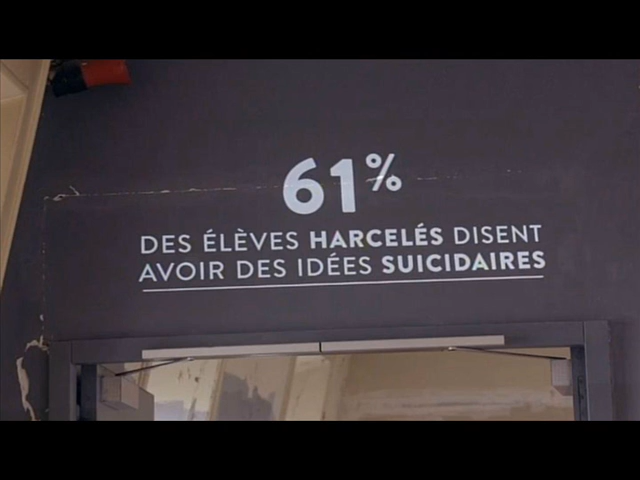 61%
DES ÉLÈVES HARCELÉS DISENT
AVOIR DES IDÉES SUICIDAIRES